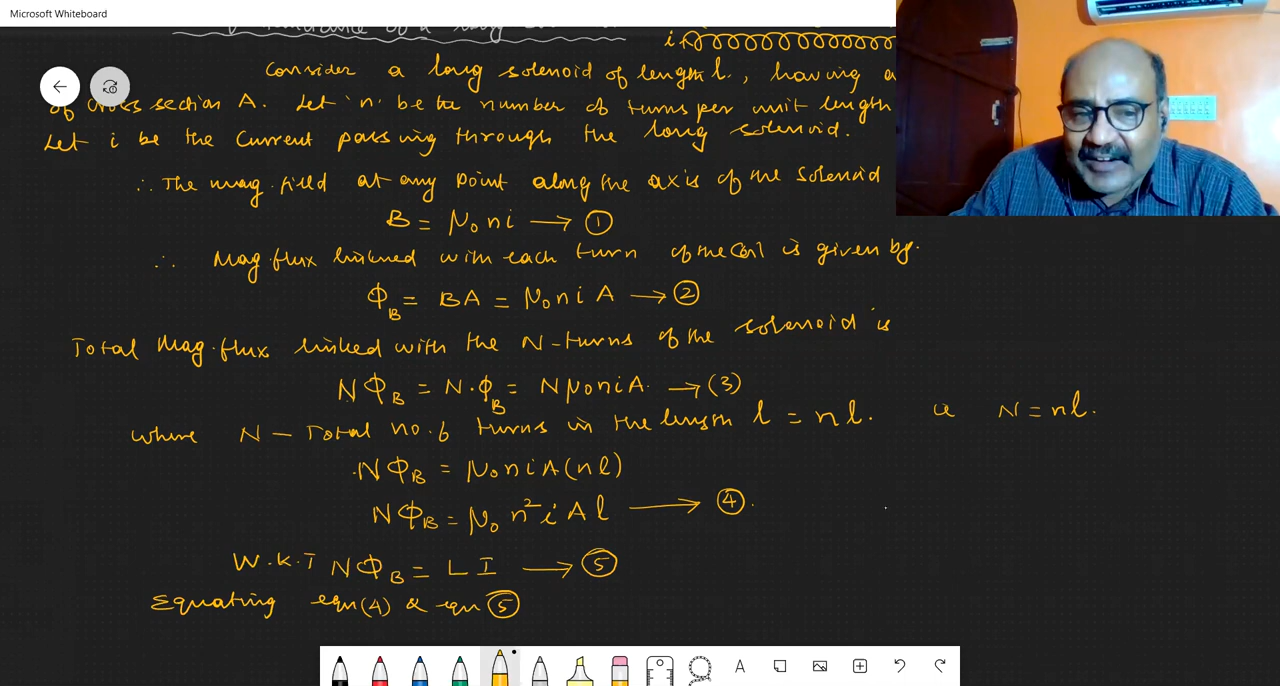 Microsoft Whiteboard
of a long
i
Consider a long solenoid of length l., having a
of cross section A. Let 'n' be the number of turns per unit length
Let i be the current passing through the long solenoid.
∴ The mag. field at any point along the axis of the solenoid
B = μ₀ni → ①
∴ Mag. flux linked with each turn of the coil is given by.
Φ_B = BA = μ₀niA → ②
Total Mag. flux linked with the N-turns of the solenoid is
NΦ_B = N.Φ_B = Nμ₀niA. → (3)
where N – Total no. of turns in the length l = nl. ie N = nl.
NΦ_B = μ₀niA(nl)
NΦ_B = μ₀n²iAl → ④.
W.K.T NΦ_B = LI → ⑤
Equating eqn(4) & eqn ⑤
A